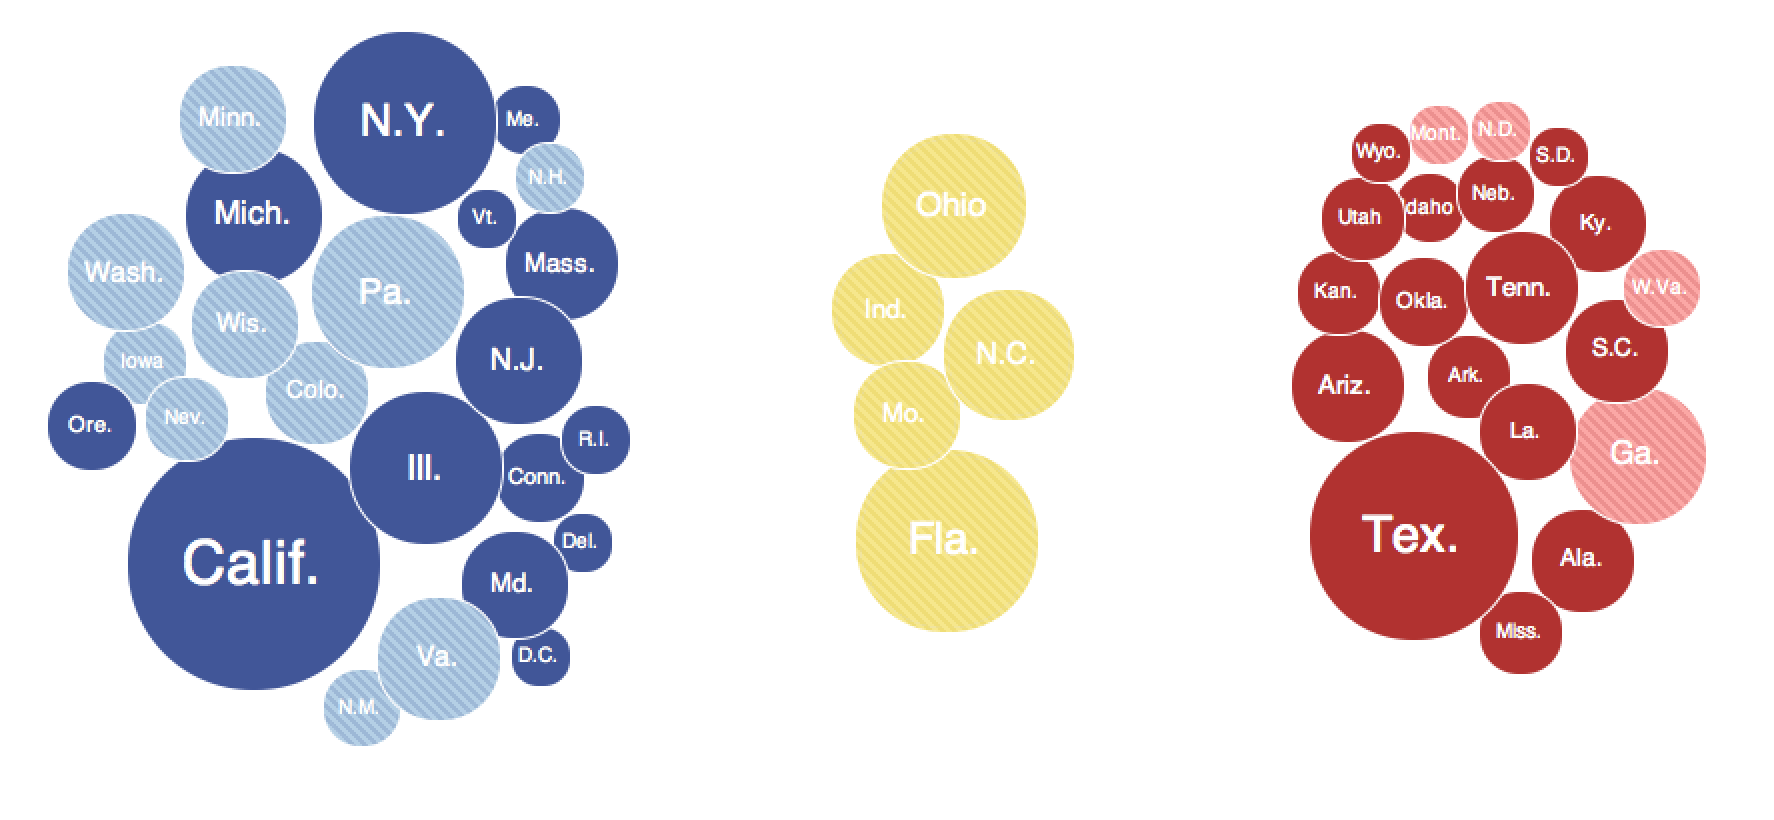 N.Y.
Minn.
Me.
N.H.
Mich.
Vt.
Mass.
Wash.
Pa.
Wis.
Iowa
N.J.
Colo.
Nev.
Ore.
R.I.
Ill.
Conn.
Del.
Calif.
Md.
Va.
D.C.
N.M.
Ohio
Ind.
N.C.
Mo.
Fla.
Mont.
N.D.
Wyo.
S.D.
Utah
daho
Neb.
Ky.
Kan.
Okla.
Tenn.
W.Va.
S.C.
Ariz.
Ark.
La.
Ga.
Tex.
Ala.
Miss.